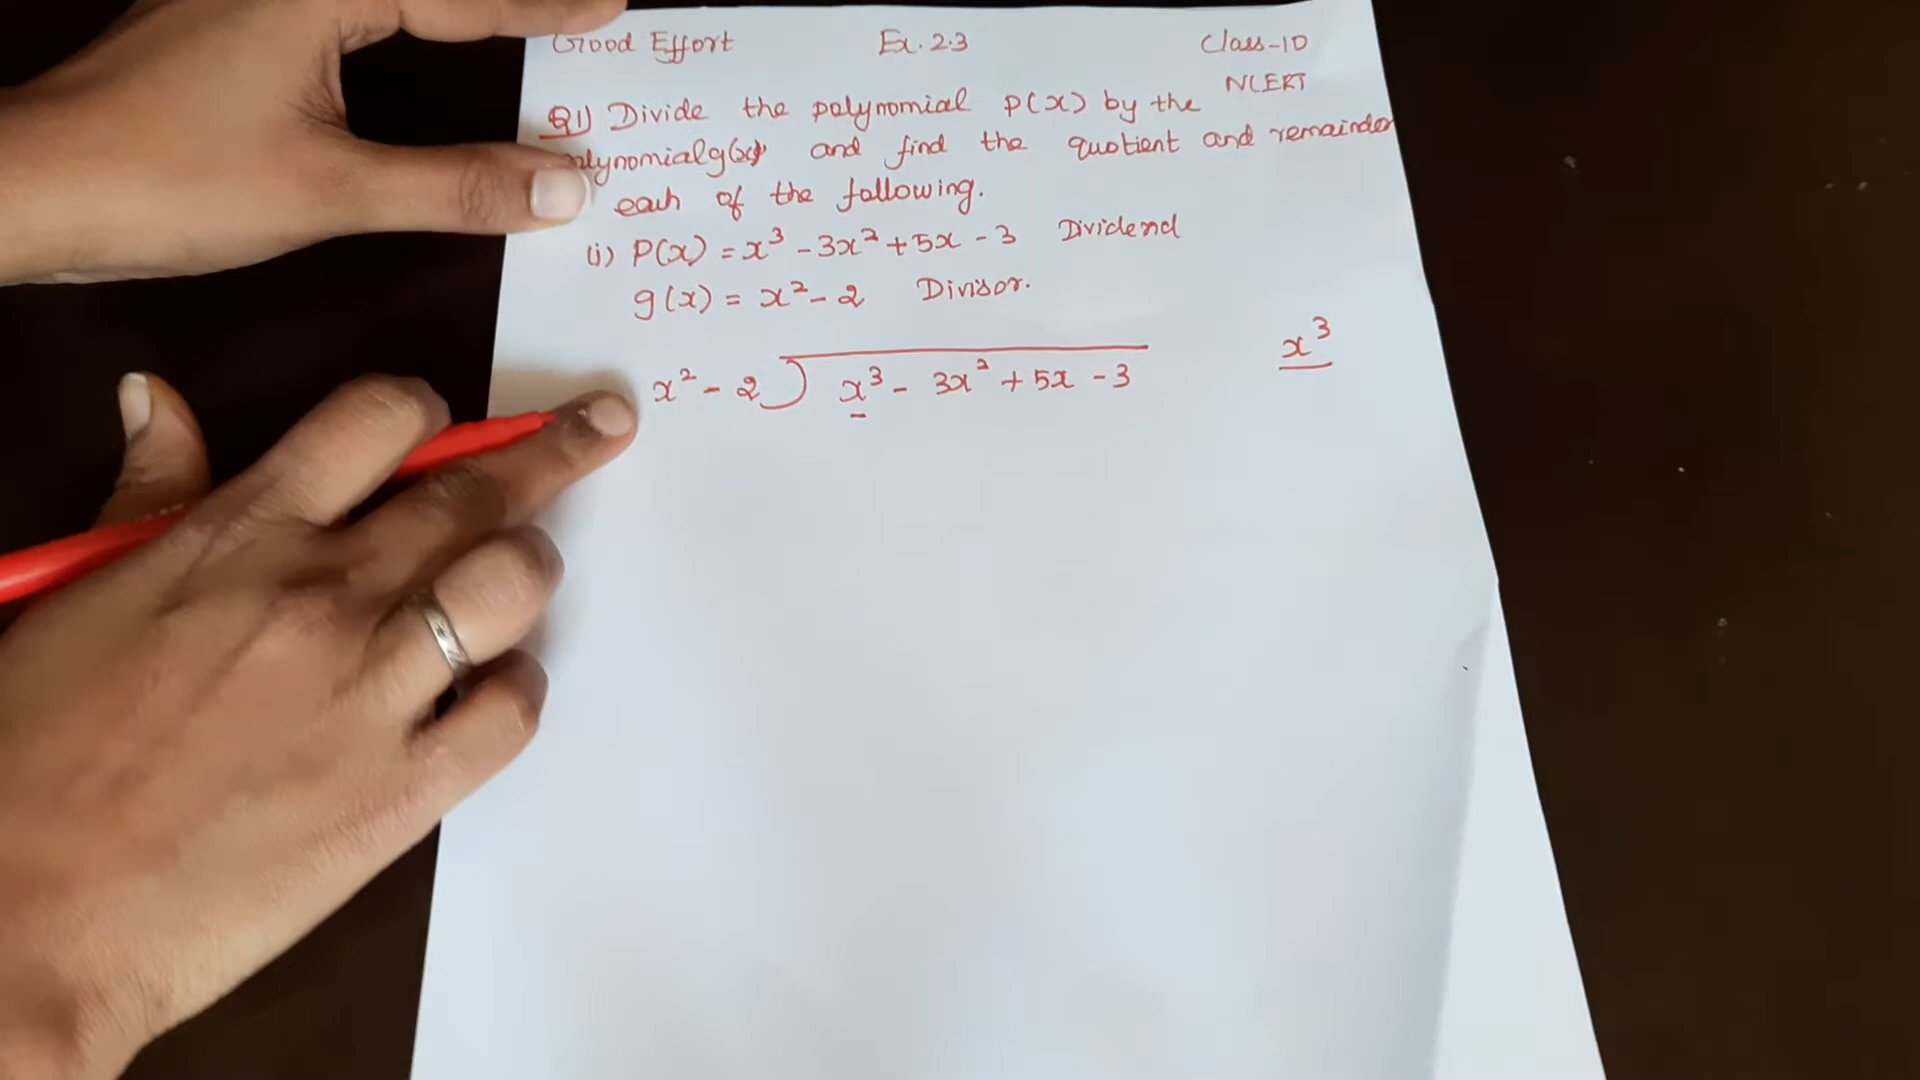 Good Effort Ex. 2.3 Class-10
NCERT
Q1) Divide the polynomial P(x) by the
polynomial g(x) and find the quotient and remainder
each of the following.
(i) P(x) = x³ - 3x² + 5x - 3 Dividend
g(x) = x² - 2 Divisor.
x³
x² - 2 ) x³ - 3x² + 5x - 3